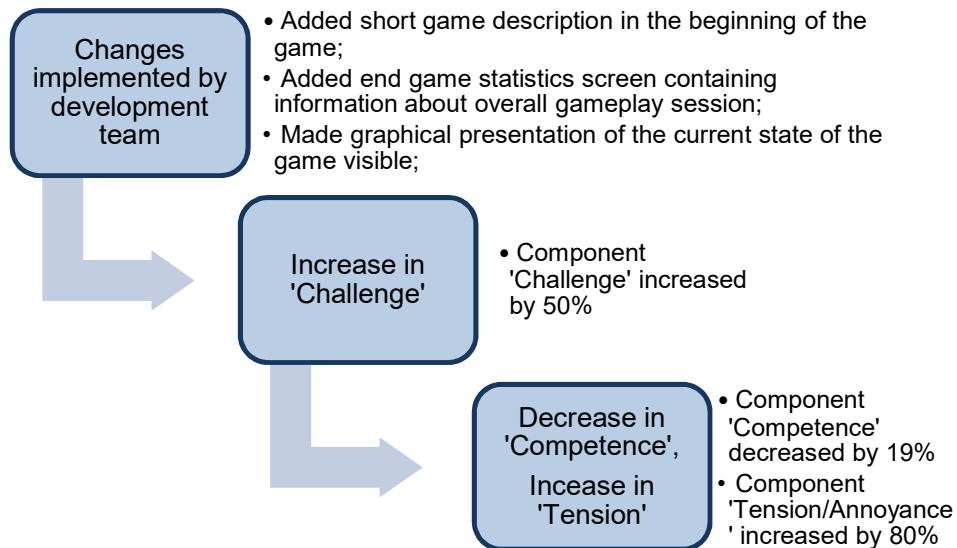 Changes
implemented by
development
team
• Added short game description in the beginning of the
game;
• Added end game statistics screen containing
information about overall gameplay session;
• Made graphical presentation of the current state of the
game visible;
Increase in
'Challenge'
• Component
'Challenge' increased
by 50%
Decrease in
'Competence',
Incease in
'Tension'
• Component
'Competence'
decreased by 19%
• Component
'Tension/Annoyance
' increased by 80%